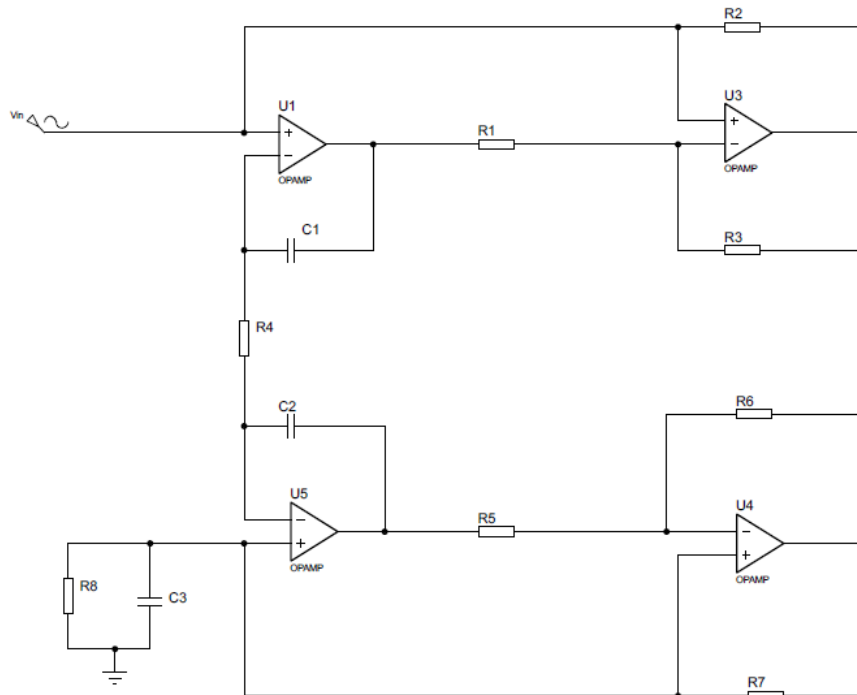 R2
U1
U3
Vin
+
−
+
−
R1
OPAMP
OPAMP
C1
R3
R4
C2
R6
U5
U4
R5
−
+
−
+
OPAMP
OPAMP
R8
C3
R7